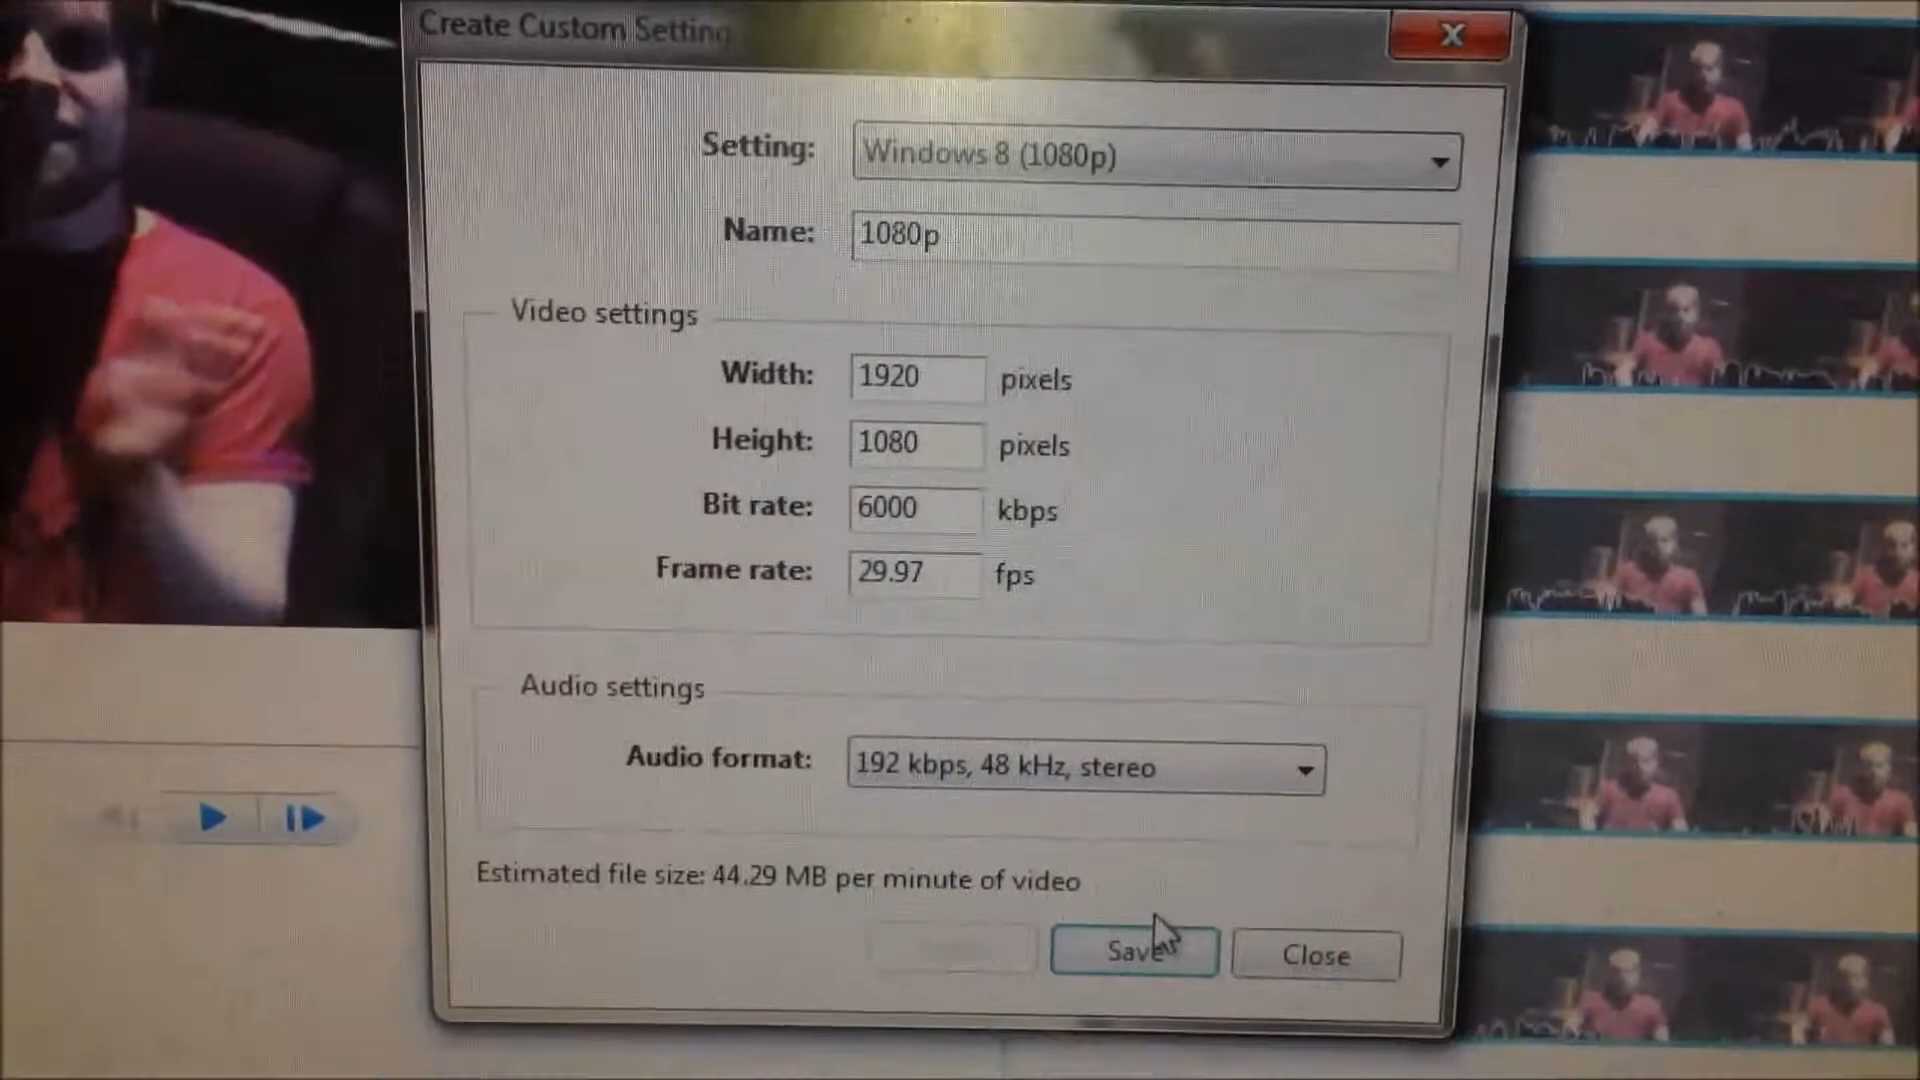 Create Custom Setting
Setting: Windows 8 (1080p)
Name: 1080p
Video settings
Width: 1920 pixels
Height: 1080 pixels
Bit rate: 6000 kbps
Frame rate: 29.97 fps
Audio settings
Audio format: 192 kbps, 48 kHz, stereo
Estimated file size: 44.29 MB per minute of video
Save Close